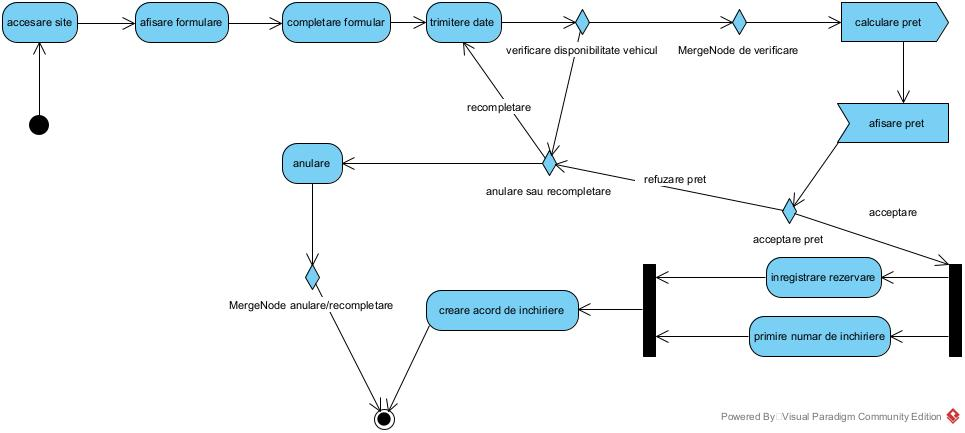 accesare site
afisare formulare
completare formular
trimitere date
verificare disponibilitate vehicul
MergeNode de verificare
calculare pret
recompletare
afisare pret
anulare
anulare sau recompletare
refuzare pret
acceptare
acceptare pret
MergeNode anulare/recompletare
creare acord de inchiriere
inregistrare rezervare
primire numar de inchiriere
Powered By Visual Paradigm Community Edition